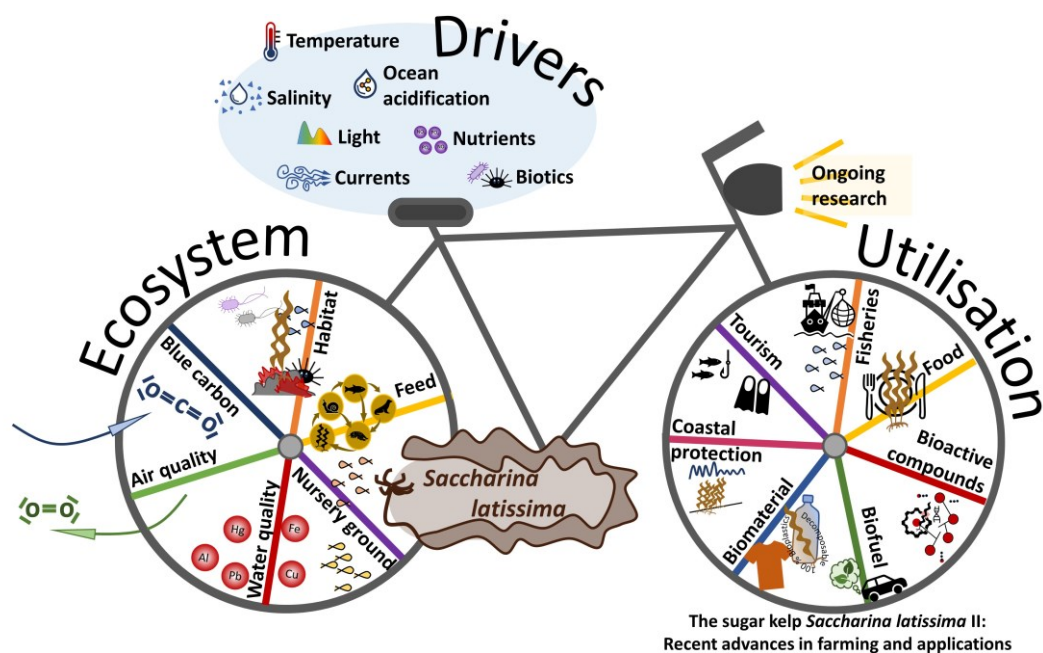 Drivers
Temperature
Ocean
acidification
Salinity
Light
Nutrients
Currents
Biotics
Ongoing
research
Ecosystem
Habitat
Feed
Blue carbon
O=C=O
Air quality
O=O
Water quality
Hg
Fe
Al
Pb
Cu
Nursery ground
Saccharina
latissima
Utilisation
Fisheries
Tourism
Food
Coastal
protection
Bioactive
compounds
Biomaterial
Decomposable
100 % Bioplastics
Biofuel
The sugar kelp Saccharina latissima II:
Recent advances in farming and applications